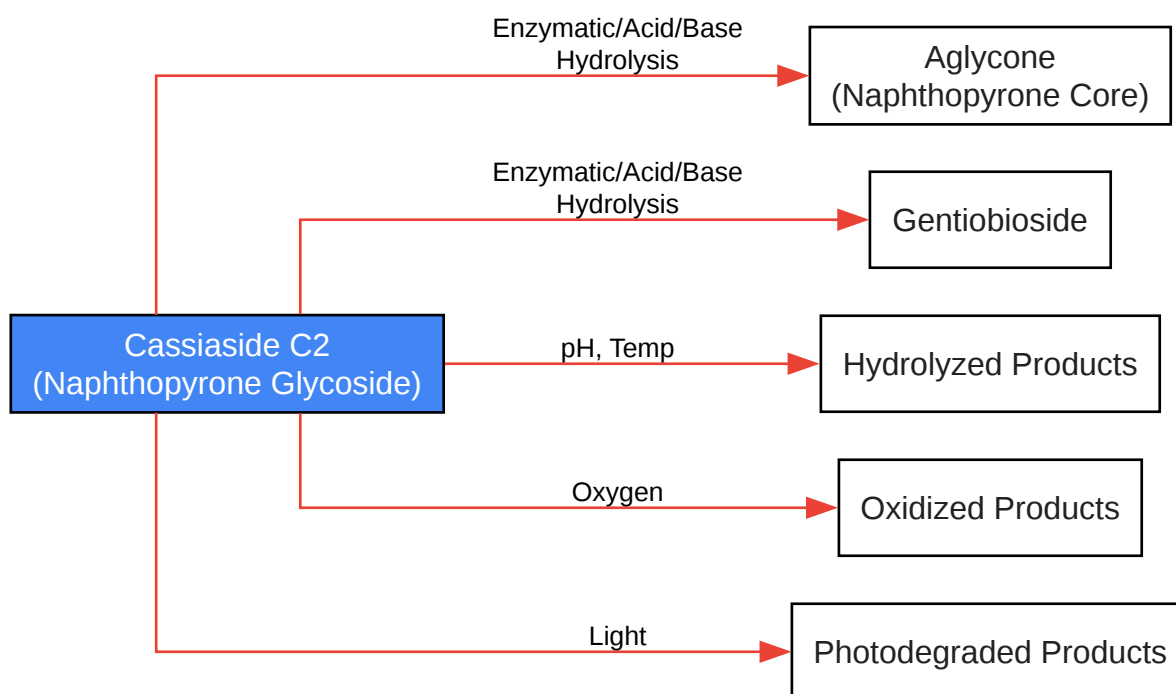 Enzymatic/Acid/Base
Hydrolysis
Aglycone
(Naphthopyrone Core)
Enzymatic/Acid/Base
Hydrolysis
Gentiobioside
Cassiaside C2
(Naphthopyrone Glycoside)
pH, Temp
Hydrolyzed Products
Oxygen
Oxidized Products
Light
Photodegraded Products